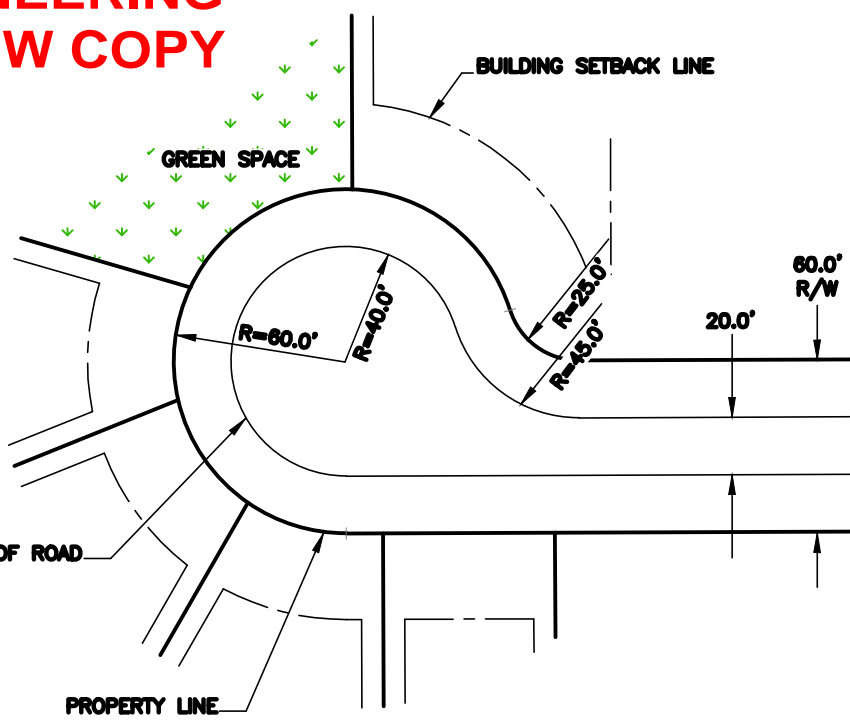 W COPY
BUILDING SETBACK LINE
GREEN SPACE
60.0'
R/W
R=25.0'
20.0'
R=40.0'
R=60.0'
R=45.0'
OF ROAD
PROPERTY LINE